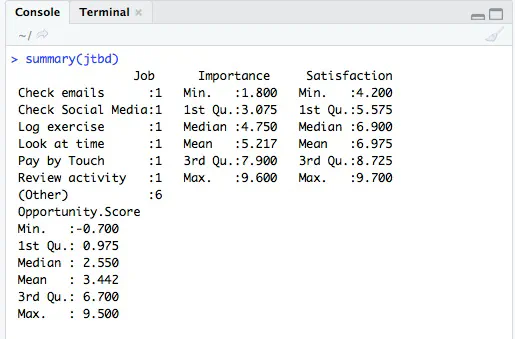 Console Terminal ×
~/
> summary(jtbd)
Job Importance Satisfaction
Check emails :1 Min. :1.800 Min. :4.200
Check Social Media:1 1st Qu.:3.075 1st Qu.:5.575
Log exercise :1 Median :4.750 Median :6.900
Look at time :1 Mean :5.217 Mean :6.975
Pay by Touch :1 3rd Qu.:7.900 3rd Qu.:8.725
Review activity :1 Max. :9.600 Max. :9.700
(Other) :6
Opportunity.Score
Min. :-0.700
1st Qu.: 0.975
Median : 2.550
Mean : 3.442
3rd Qu.: 6.700
Max. : 9.500